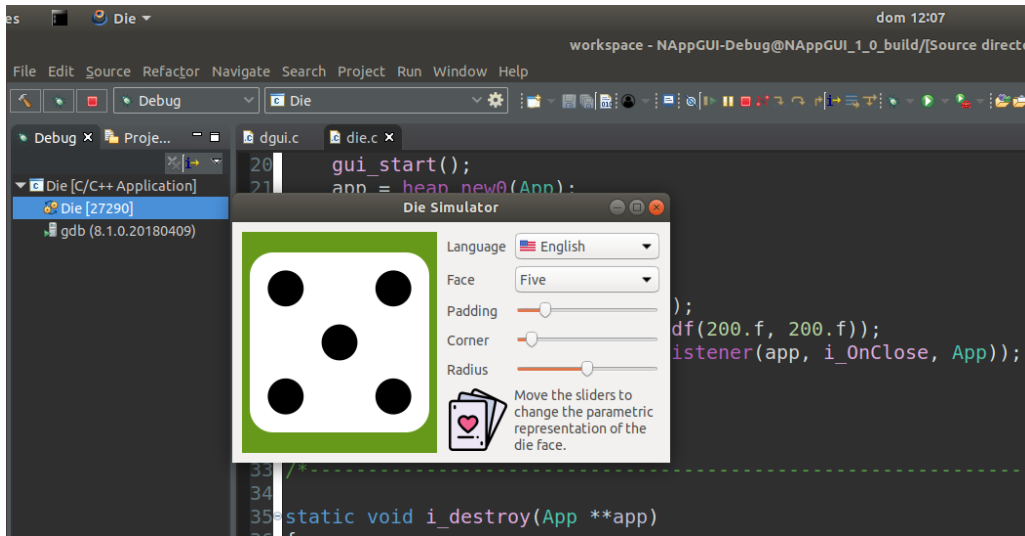 es Die dom 12:07
workspace - NAppGUI-Debug@NAppGUI_1_0_build/[Source directo
File Edit Source Refactor Navigate Search Project Run Window Help
Debug Die
Debug Proje... dgui.c die.c
20 gui_start();
21 app = heap_new0(App);
Die [C/C++ Application]
Die [27290]
gdb (8.1.0.20180409)
Die Simulator
Language English
Face Five
Padding
Corner
Radius
Move the sliders to
change the parametric
representation of the
die face.
);
df(200.f, 200.f));
istener(app, i_OnClose, App));
33 /*------------------------------------------------------------
34
35 static void i_destroy(App **app)
36 {